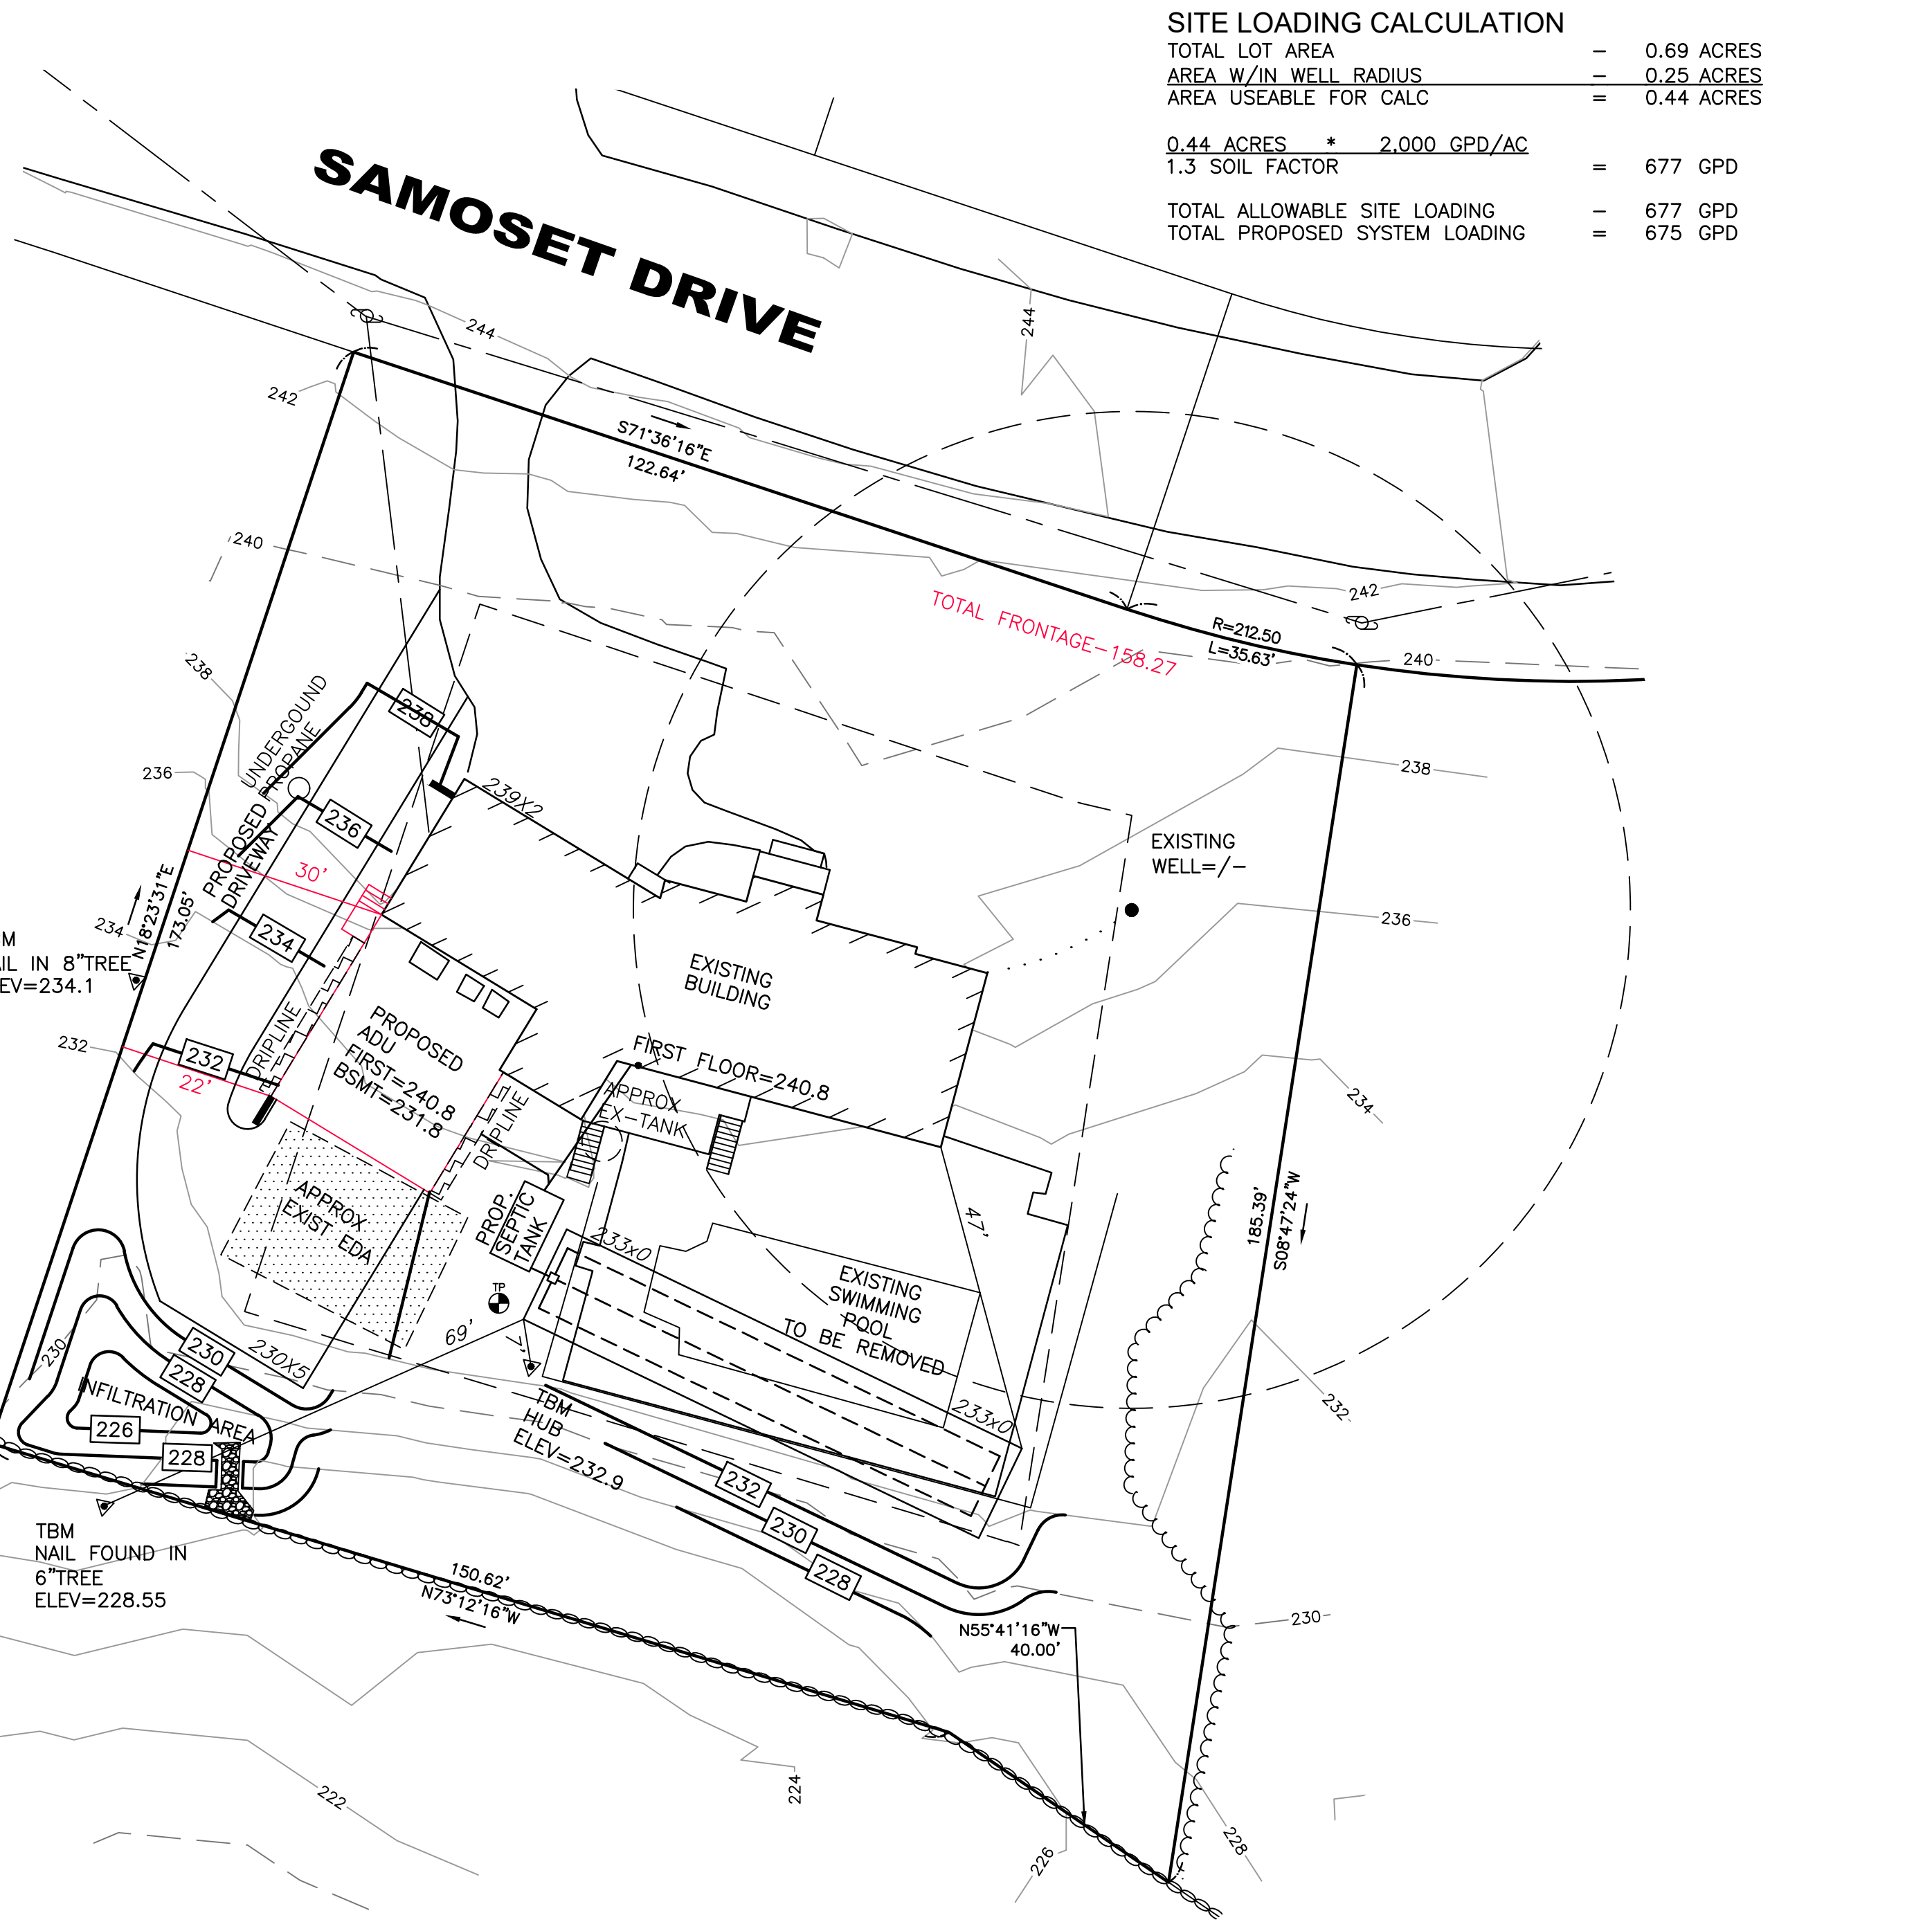 SITE LOADING CALCULATION
TOTAL LOT AREA - 0.69 ACRES
AREA W/IN WELL RADIUS - 0.25 ACRES
AREA USEABLE FOR CALC = 0.44 ACRES
0.44 ACRES * 2,000 GPD/AC
1.3 SOIL FACTOR = 677 GPD
TOTAL ALLOWABLE SITE LOADING - 677 GPD
TOTAL PROPOSED SYSTEM LOADING = 675 GPD
SAMOSET DRIVE
244
244
242
S71°36'16"E
122.64'
240
242
TOTAL FRONTAGE-158.27
R=212.50
L=35.63'
240
238
UNDERGOUND
PROPANE
238
238
236
239X2
236
PROPOSED
DRIVEWAY
30'
EXISTING
WELL=/-
236
N18°23'31"E
173.05'
234
234
M
IL IN 8"TREE
EV=234.1
EXISTING
BUILDING
FIRST FLOOR=240.8
PROPOSED
ADU
FIRST=240.8
BSMT=231.8
DRIPLINE
232
232
22'
APPROX
EX-TANK
DRIPLINE
234
APPROX
EXIST EDA
PROP.
SEPTIC
TANK
233x0
47'
185.39'
S08°47'24"W
EXISTING
SWIMMING
POOL
TO BE REMOVED
TP
69'
7'
230
230
228
230X5
INFILTRATION AREA
226
228
TBM
HUB
ELEV=232.9
233x0
232
232
230
228
TBM
NAIL FOUND IN
6"TREE
ELEV=228.55
150.62'
N73°12'16"W
N55°41'16"W
40.00'
230
222
224
226
228